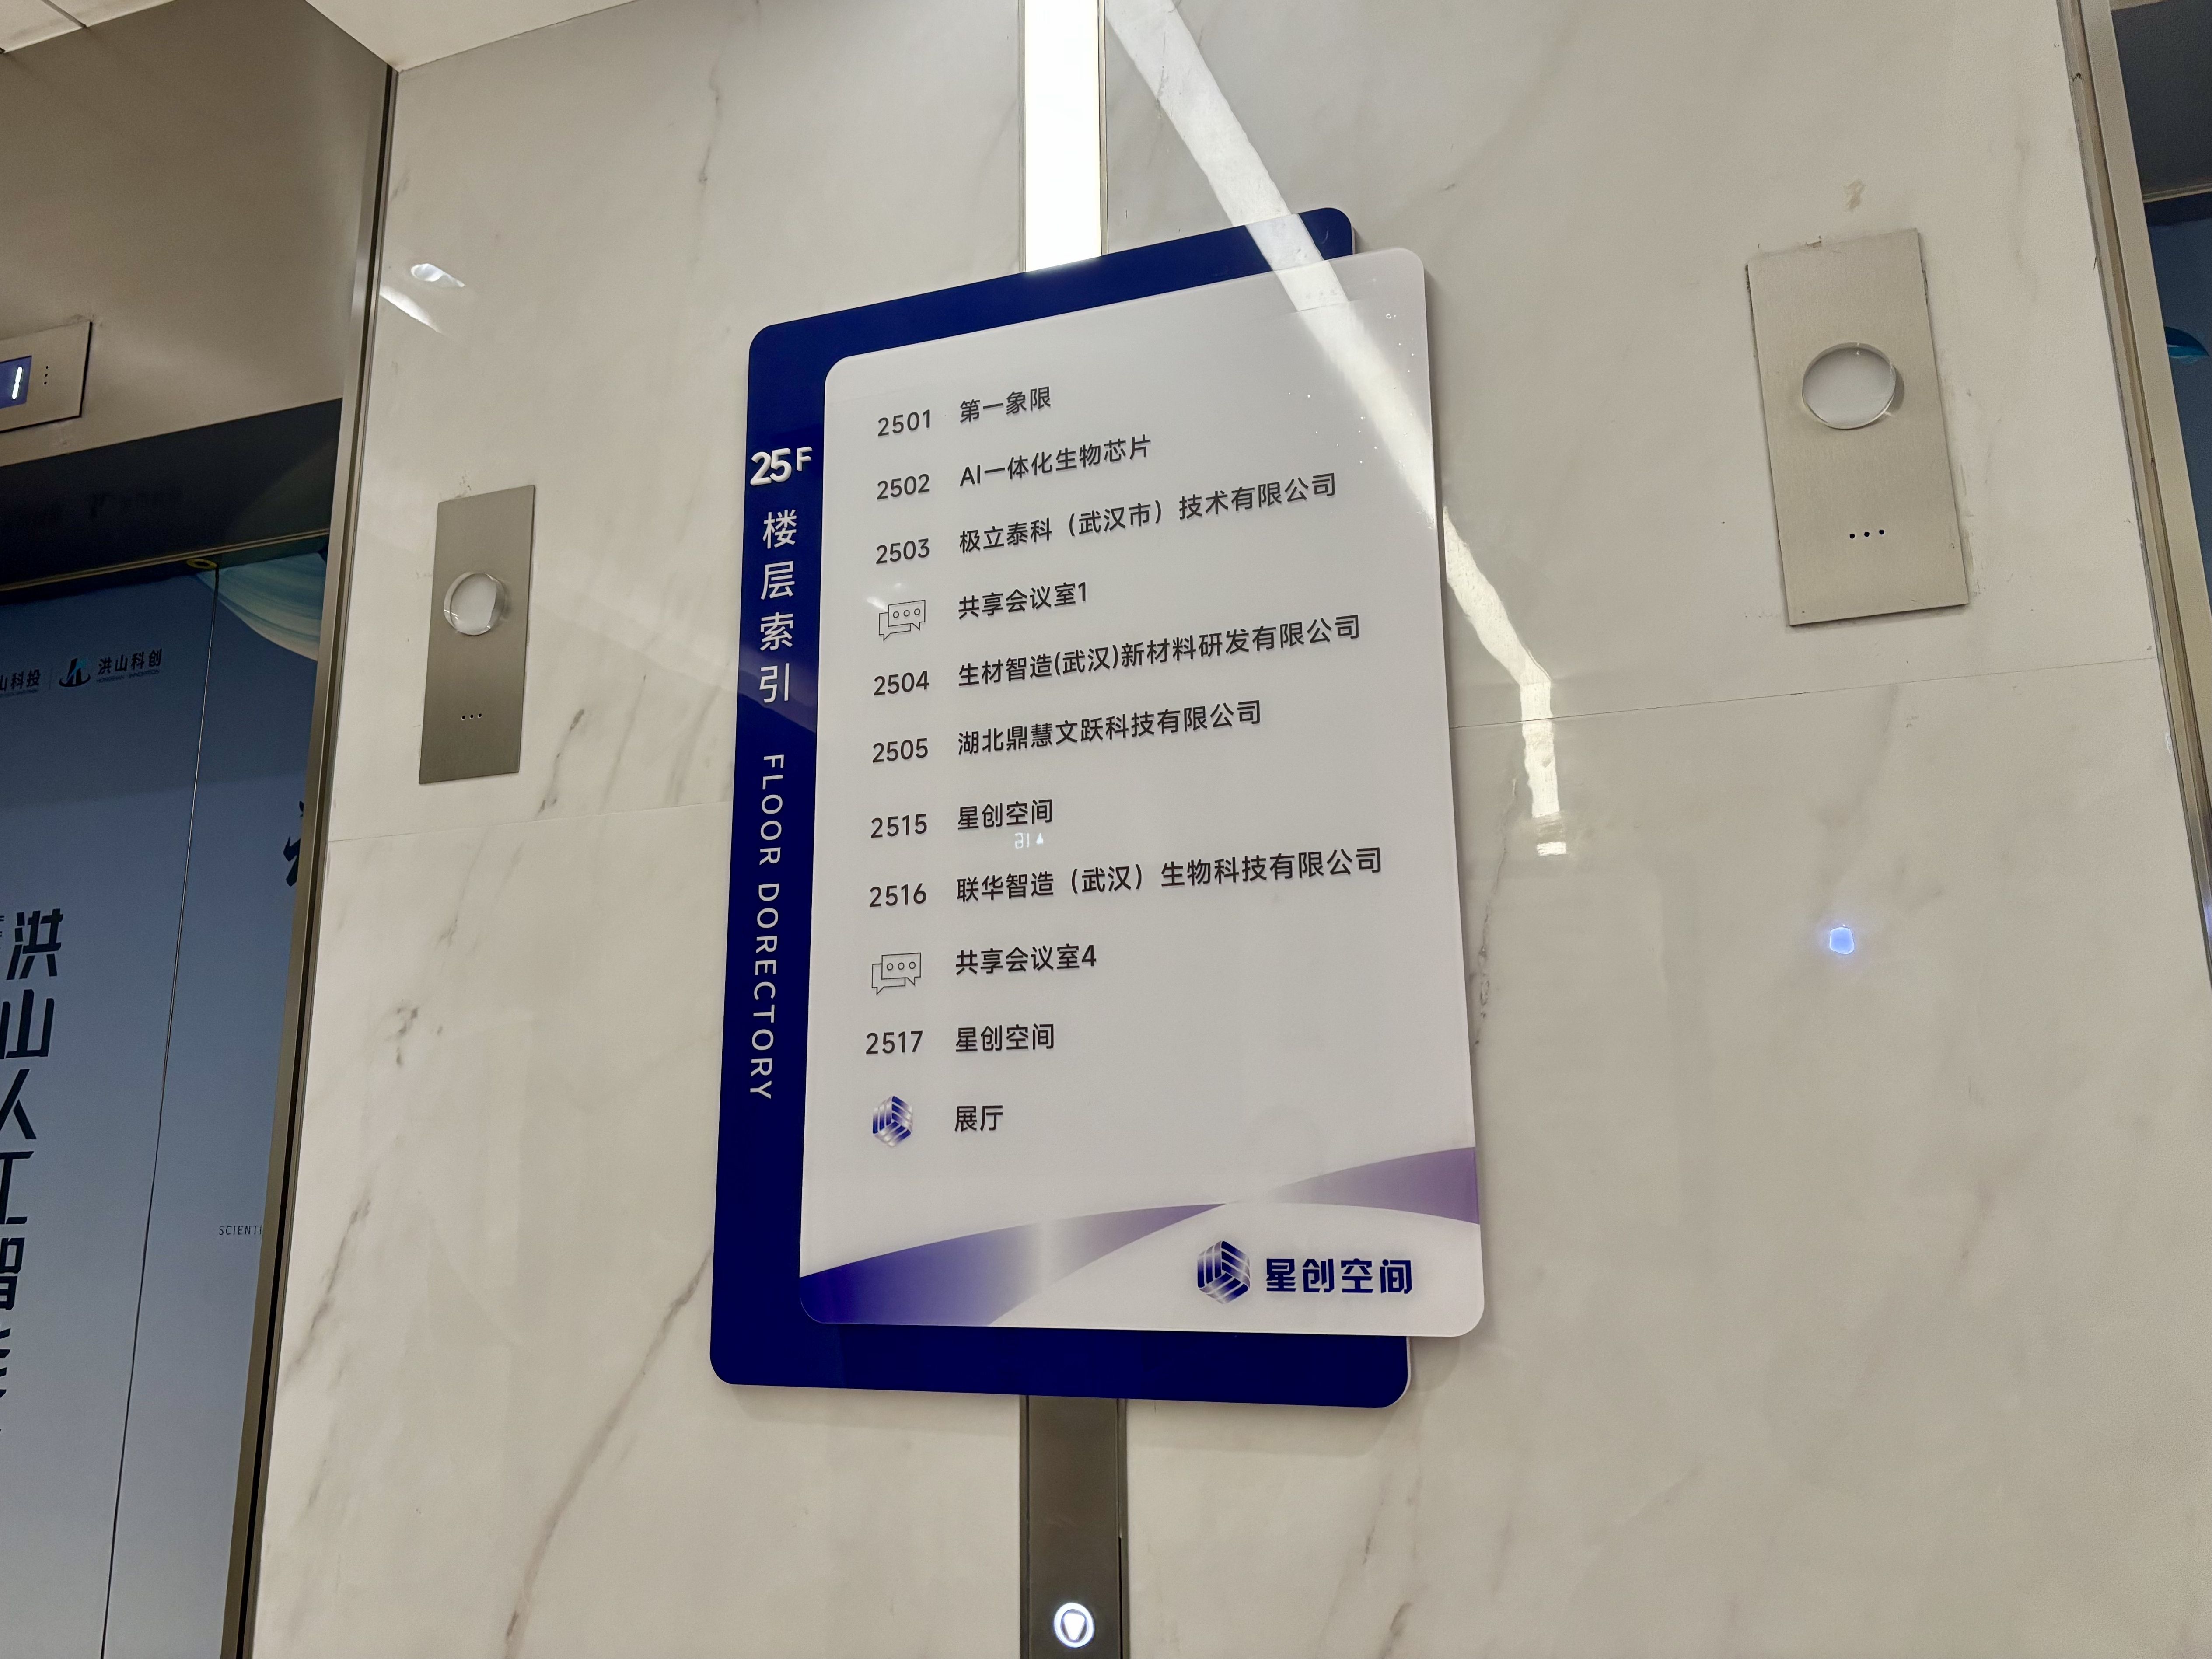 25F
楼层索引
FLOOR DORECTORY
2501 第一象限
2502 AI一体化生物芯片
2503 极立泰科（武汉市）技术有限公司
共享会议室1
2504 生材智造(武汉)新材料研发有限公司
2505 湖北鼎慧文跃科技有限公司
2515 星创空间
2516 联华智造（武汉）生物科技有限公司
共享会议室4
2517 星创空间
展厅
星创空间
1
山科投
洪山科创
洪山人工智
SCIENTI